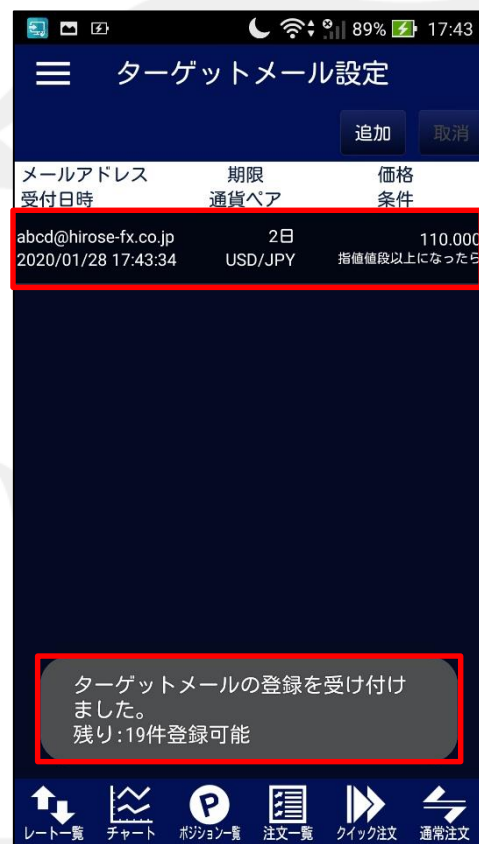 89% 17:43
ターゲットメール設定
追加 取消
メールアドレス 期限 価格
受付日時 通貨ペア 条件
abcd@hirose-fx.co.jp 2日 110.000
2020/01/28 17:43:34 USD/JPY 指値値段以上になったら
ターゲットメールの登録を受け付け
ました。
残り:19件登録可能
レート一覧 チャート ポジション一覧 注文一覧 クイック注文 通常注文